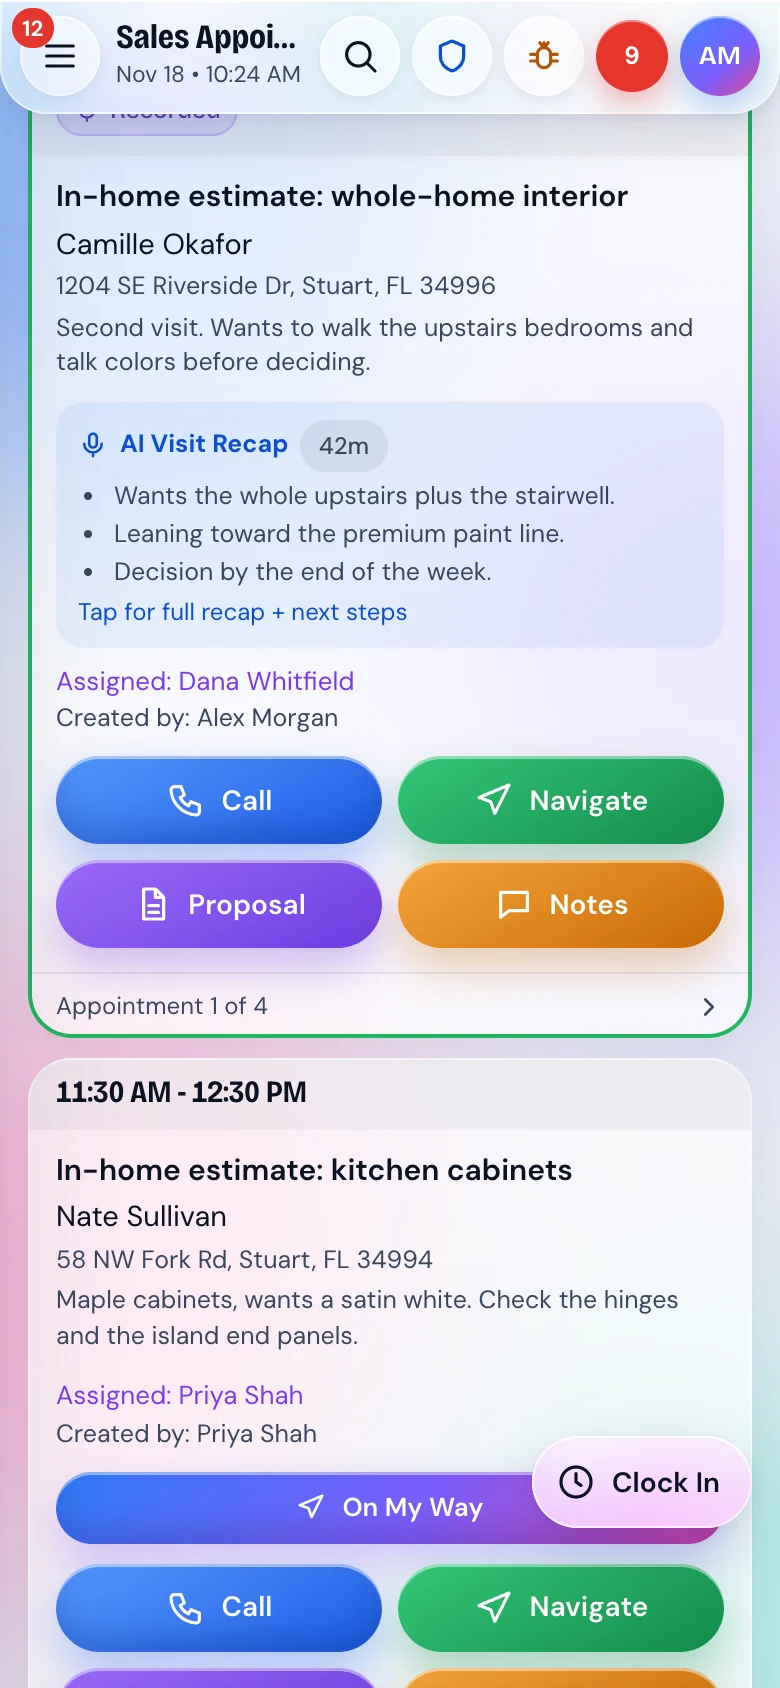 12
Sales Appoi...
Nov 18 • 10:24 AM
9
AM
Recorded
In-home estimate: whole-home interior
Camille Okafor
1204 SE Riverside Dr, Stuart, FL 34996
Second visit. Wants to walk the upstairs bedrooms and
talk colors before deciding.
AI Visit Recap 42m
• Wants the whole upstairs plus the stairwell.
• Leaning toward the premium paint line.
• Decision by the end of the week.
Tap for full recap + next steps
Assigned: Dana Whitfield
Created by: Alex Morgan
Call
Navigate
Proposal
Notes
Appointment 1 of 4
11:30 AM - 12:30 PM
In-home estimate: kitchen cabinets
Nate Sullivan
58 NW Fork Rd, Stuart, FL 34994
Maple cabinets, wants a satin white. Check the hinges
and the island end panels.
Assigned: Priya Shah
Created by: Priya Shah
Clock In
On My Way
Call
Navigate